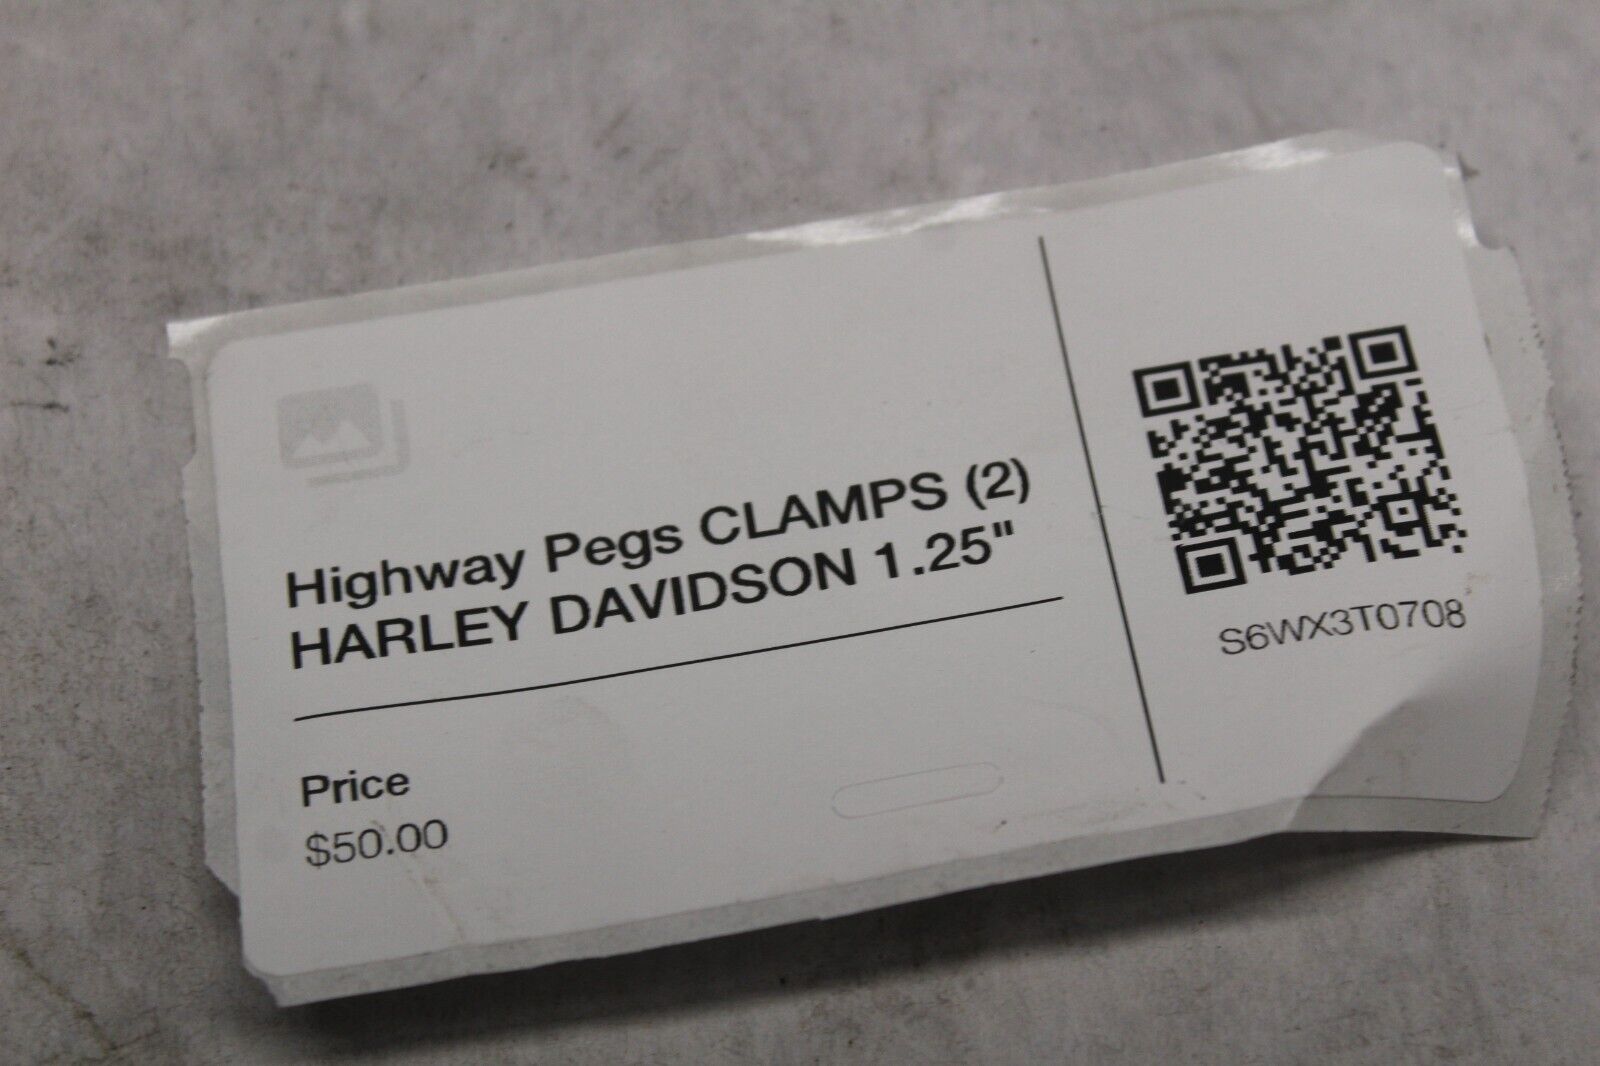 Highway Pegs CLAMPS (2)
HARLEY DAVIDSON 1.25"
Price
$50.00
S6WX3T0708